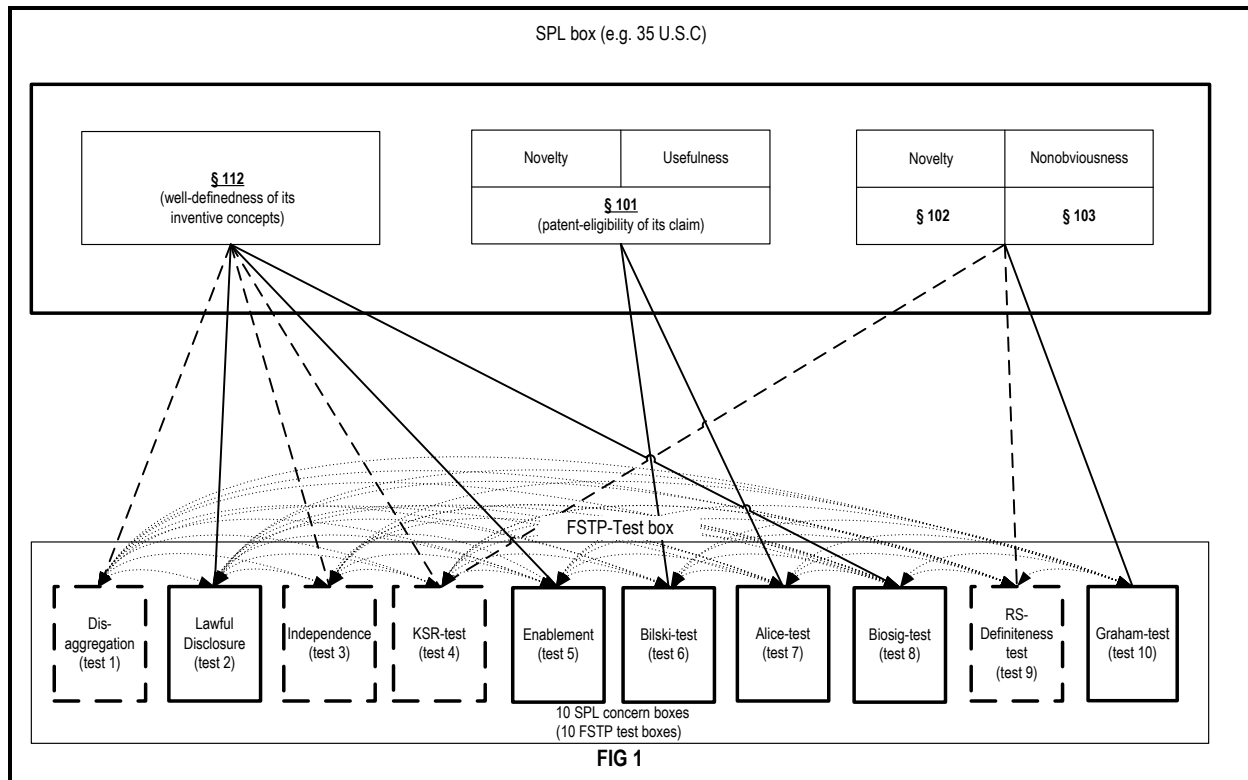 SPL box (e.g. 35 U.S.C)
§ 112
(well-definedness of its
inventive concepts)
Novelty
Usefulness
§ 101
(patent-eligibility of its claim)
Novelty
Nonobviousness
§ 102
§ 103
FSTP-Test box
Dis-
aggregation
(test 1)
Lawful
Disclosure
(test 2)
Independence
(test 3)
KSR-test
(test 4)
Enablement
(test 5)
Bilski-test
(test 6)
Alice-test
(test 7)
Biosig-test
(test 8)
RS-
Definiteness
test
(test 9)
Graham-test
(test 10)
10 SPL concern boxes
(10 FSTP test boxes)
FIG 1